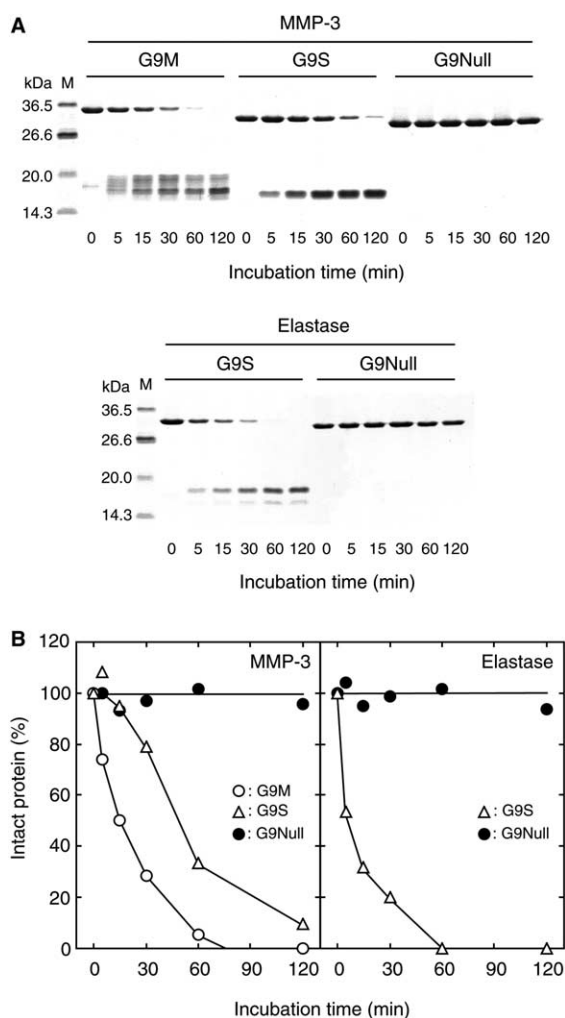 A
MMP-3
G9M G9S G9Null
kDa M
36.5
26.6
20.0
14.3
0 5 15 30 60 120 0 5 15 30 60 120 0 5 15 30 60 120
Incubation time (min)
Elastase
G9S G9Null
kDa M
36.5
26.6
20.0
14.3
0 5 15 30 60 120 0 5 15 30 60 120
Incubation time (min)
B
120
100
80
60
40
20
0
Intact protein (%)
MMP-3
: G9M
: G9S
: G9Null
Elastase
: G9S
: G9Null
0 30 60 90 120 0 30 60 90 120
Incubation time (min)